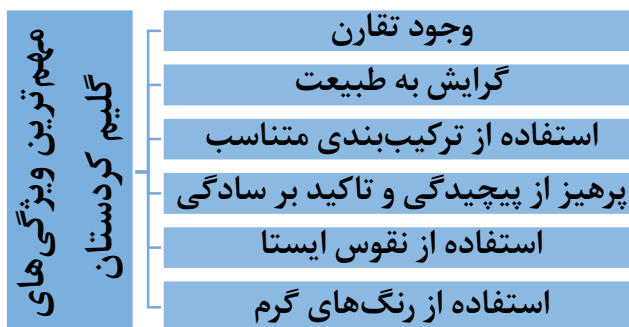 مهم‌ترین ویژگی‌های
گلیم کردستان
وجود تقارن
گرایش به طبیعت
استفاده از ترکیب‌بندی متناسب
پرهیز از پیچیدگی و تاکید بر سادگی
استفاده از نقوس ایستا
استفاده از رنگ‌های گرم